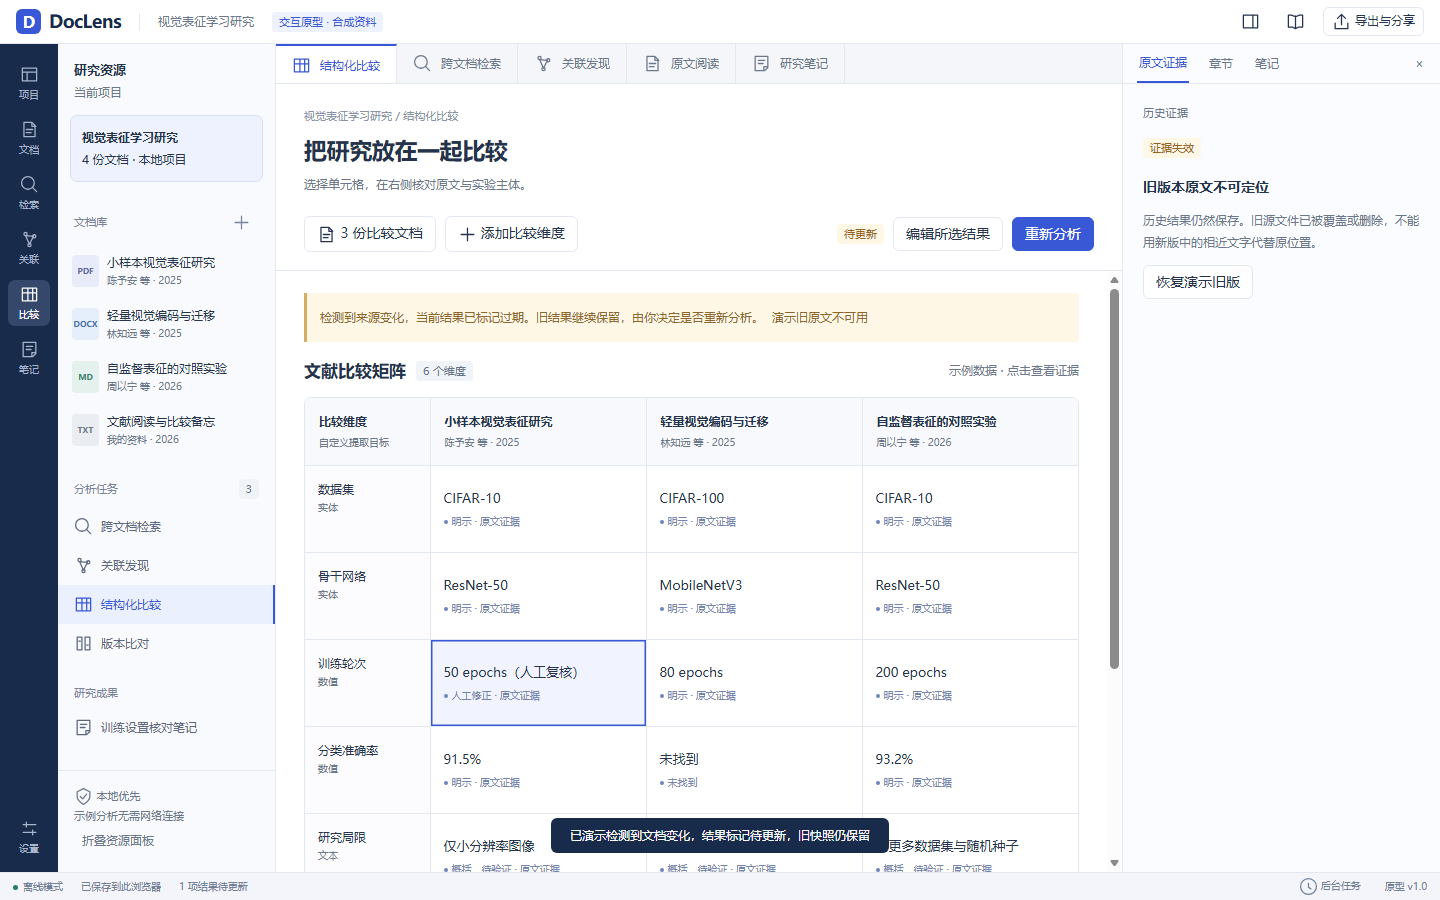 D DocLens 视觉表征学习研究 交互原型 · 合成资料 导出与分享
项目
文档
检索
关联
比较
笔记
设置
研究资源
当前项目
视觉表征学习研究
4 份文档 · 本地项目
文档库
PDF 小样本视觉表征研究
陈予安 等 · 2025
DOCX 轻量视觉编码与迁移
林知远 等 · 2025
MD 自监督表征的对照实验
周以宁 等 · 2026
TXT 文献阅读与比较备忘
我的资料 · 2026
分析任务 3
跨文档检索
关联发现
结构化比较
版本比对
研究成果
训练设置核对笔记
本地优先
示例分析无需网络连接
折叠资源面板
结构化比较 跨文档检索 关联发现 原文阅读 研究笔记
视觉表征学习研究 / 结构化比较
把研究放在一起比较
选择单元格，在右侧核对原文与实验主体。
3 份比较文档 添加比较维度 待更新 编辑所选结果 重新分析
检测到来源变化，当前结果已标记过期。旧结果继续保留，由你决定是否重新分析。 演示旧原文不可用
文献比较矩阵 6 个维度 示例数据 · 点击查看证据
比较维度 小样本视觉表征研究 轻量视觉编码与迁移 自监督表征的对照实验
自定义提取目标 陈予安 等 · 2025 林知远 等 · 2025 周以宁 等 · 2026
数据集 CIFAR-10 CIFAR-100 CIFAR-10
实体 明示 · 原文证据 明示 · 原文证据 明示 · 原文证据
骨干网络 ResNet-50 MobileNetV3 ResNet-50
实体 明示 · 原文证据 明示 · 原文证据 明示 · 原文证据
训练轮次 50 epochs（人工复核） 80 epochs 200 epochs
数值 人工修正 · 原文证据 明示 · 原文证据 明示 · 原文证据
分类准确率 91.5% 未找到 93.2%
数值 明示 · 原文证据 未找到 明示 · 原文证据
研究局限 仅小分辨率图像 更多数据集与随机种子
文本 概括 待验证 · 原文证据 概括 待验证 · 原文证据 概括 待验证 · 原文证据
已演示检测到文档变化，结果标记待更新，旧快照仍保留
原文证据 章节 笔记 ×
历史证据
证据失效
旧版本原文不可定位
历史结果仍然保存。旧源文件已被覆盖或删除，不能
用新版中的相近文字代替原位置。
恢复演示旧版
离线模式 已保存到此浏览器 1 项结果待更新 后台任务 原型 v1.0